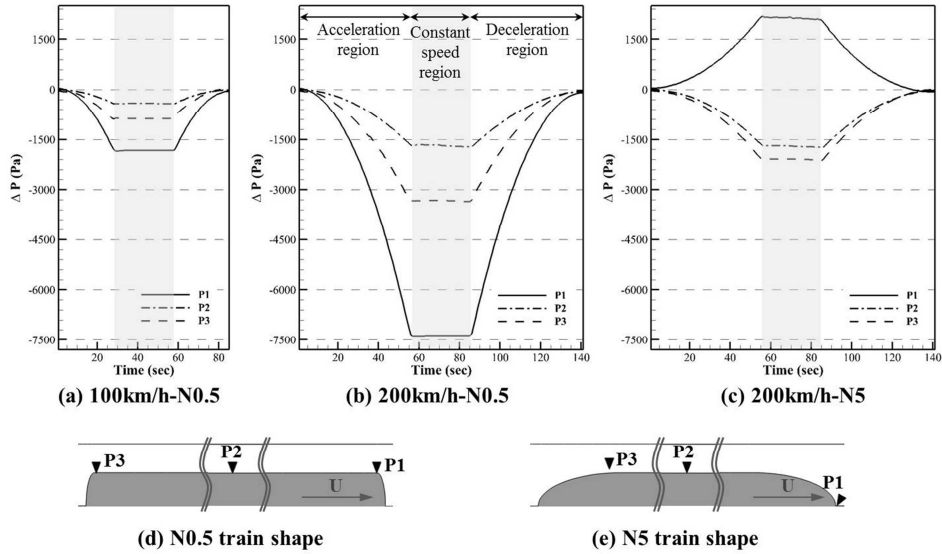 1500
0
-1500
-3000
-4500
-6000
-7500
Δ P (Pa)
P1
P2
P3
20 40 60 80
Time (sec)
(a) 100km/h-N0.5
Acceleration region
Constant speed region
Deceleration region
1500
0
-1500
-3000
-4500
-6000
-7500
Δ P (Pa)
P1
P2
P3
20 40 60 80 100 120 140
Time (sec)
(b) 200km/h-N0.5
1500
0
-1500
-3000
-4500
-6000
-7500
Δ P (Pa)
P1
P2
P3
20 40 60 80 100 120 140
Time (sec)
(c) 200km/h-N5
P3
P2
P1
U
(d) N0.5 train shape
P3
P2
P1
U
(e) N5 train shape